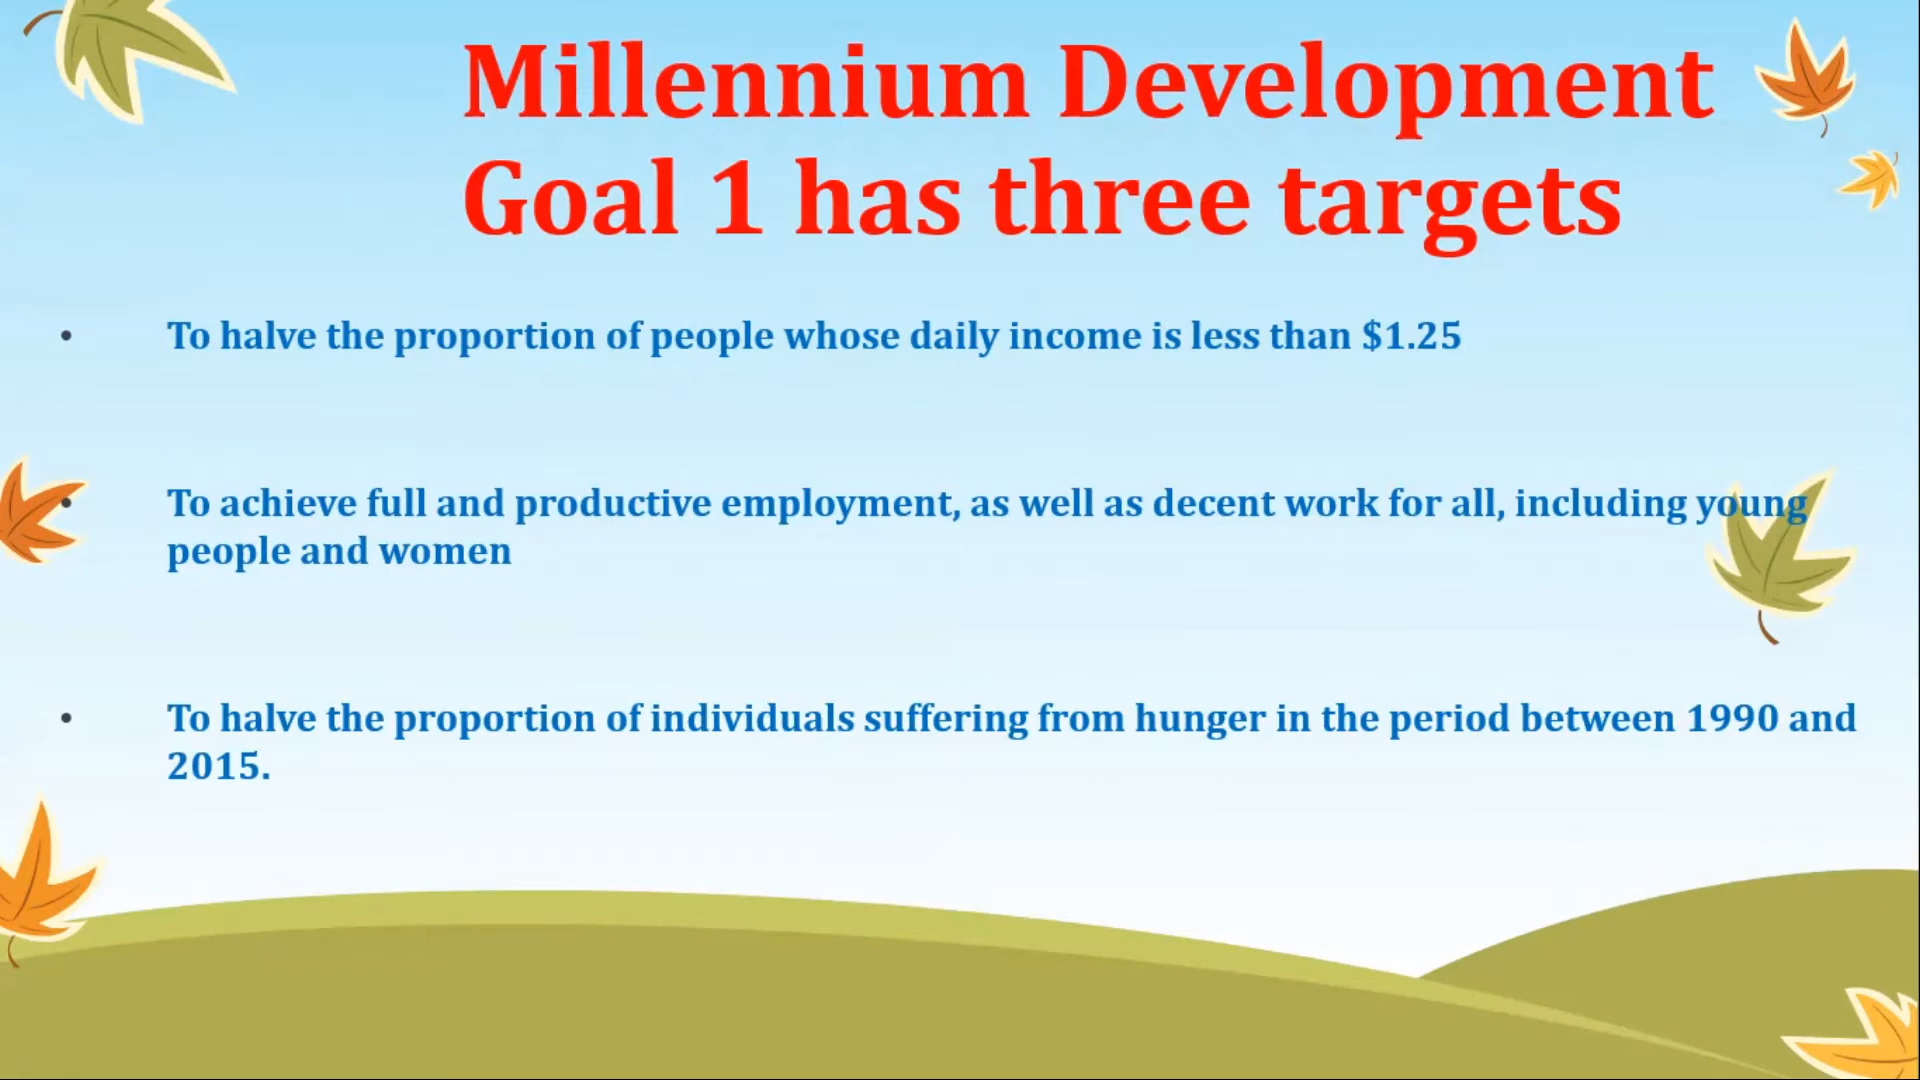 Millennium Development
Goal 1 has three targets
• To halve the proportion of people whose daily income is less than $1.25
• To achieve full and productive employment, as well as decent work for all, including young
people and women
• To halve the proportion of individuals suffering from hunger in the period between 1990 and
2015.